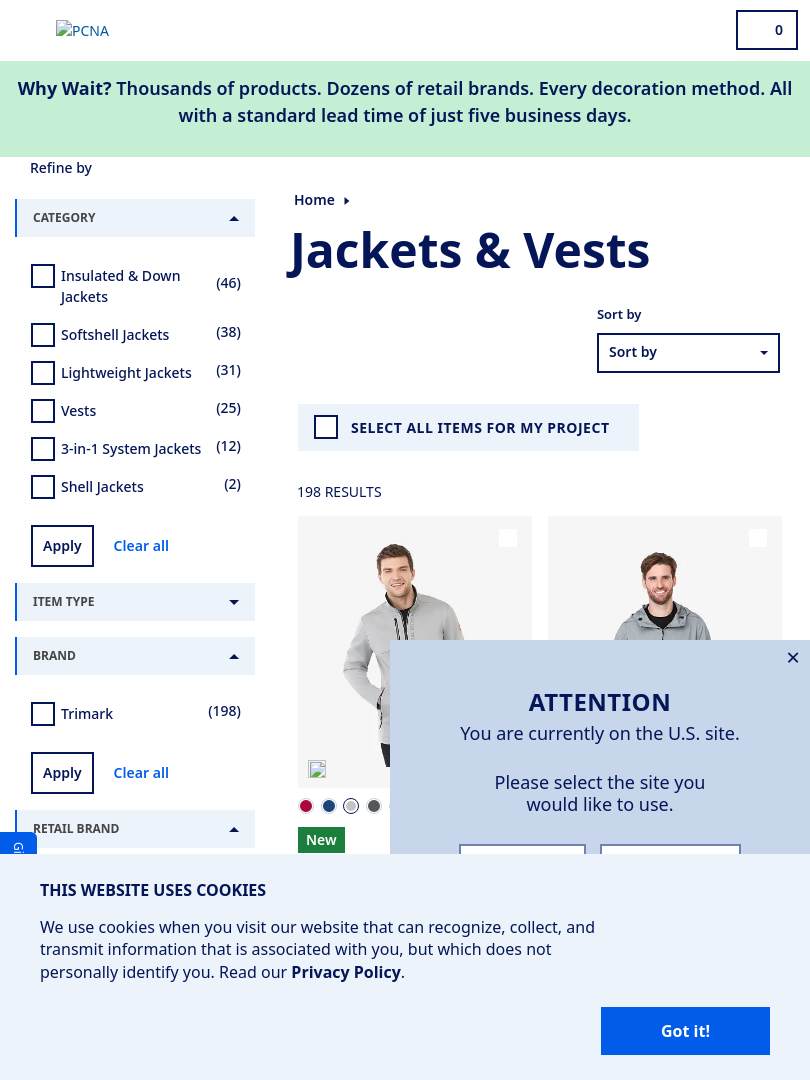 PCNA
0
Why Wait? Thousands of products. Dozens of retail brands. Every decoration method. All
with a standard lead time of just five business days.
Refine by
CATEGORY
Insulated & Down
Jackets
(46)
Softshell Jackets (38)
Lightweight Jackets (31)
Vests (25)
3-in-1 System Jackets (12)
Shell Jackets (2)
Apply Clear all
ITEM TYPE
BRAND
Trimark (198)
Apply Clear all
RETAIL BRAND
Home
Jackets & Vests
Sort by
Sort by
SELECT ALL ITEMS FOR MY PROJECT
198 RESULTS
New
ATTENTION
You are currently on the U.S. site.
Please select the site you
would like to use.
THIS WEBSITE USES COOKIES
We use cookies when you visit our website that can recognize, collect, and
transmit information that is associated with you, but which does not
personally identify you. Read our Privacy Policy.
Got it!